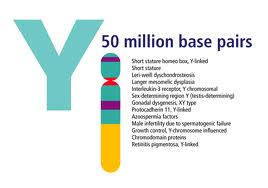 Y
50 million base pairs
Short stature homeo box, Y-linked
Short stature
Leri-weill dyschondrosteosis
Langer mesomelic dysplasia
Interleukin-3 receptor, Y chromosomal
Sex-determining region Y (testis-determining)
Gonadal dysgenesis, XY type
Protocadherin 11, Y-linked
Azoospermia factors
Male infertility due to spermatogenic failure
Growth control, Y-chromosome influenced
Chromodomain proteins
Retinitis pigmentosa, Y-linked